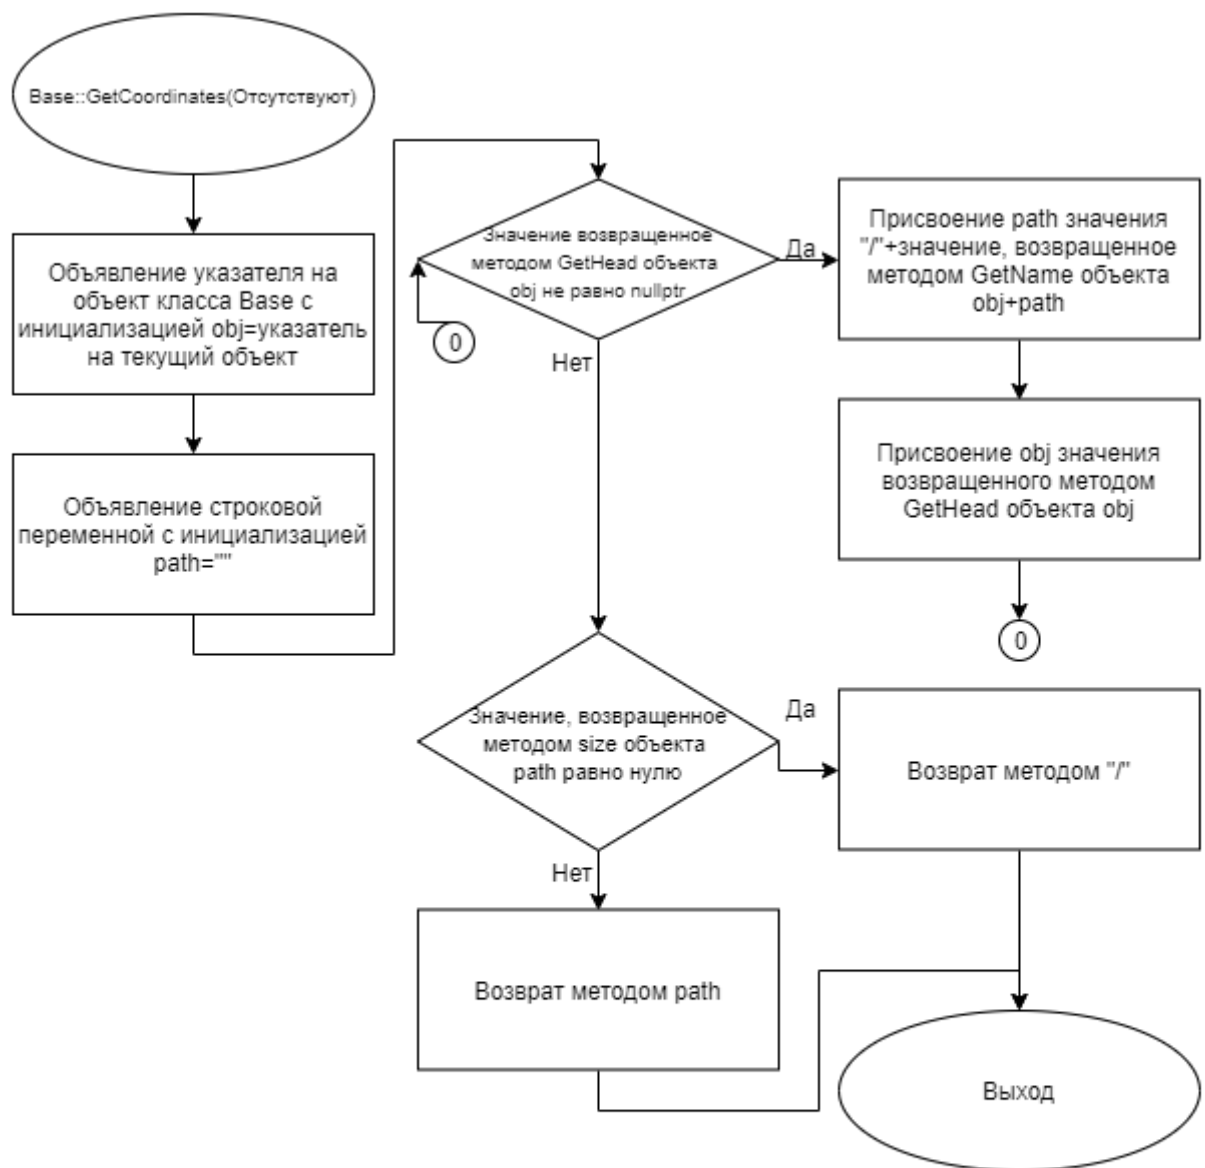 Base::GetCoordinates(Отсутствуют)
Объявление указателя на
объект класса Base с
инициализацией obj=указатель
на текущий объект
Объявление строковой
переменной с инициализацией
path=""
Значение возвращенное
методом GetHead объекта
obj не равно nullptr
0
Да
Нет
Присвоение path значения
"/"+значение, возвращенное
методом GetName объекта
obj+path
Присвоение obj значения
возвращенного методом
GetHead объекта obj
0
Значение, возвращенное
методом size объекта
path равно нулю
Да
Нет
Возврат методом "/"
Возврат методом path
Выход